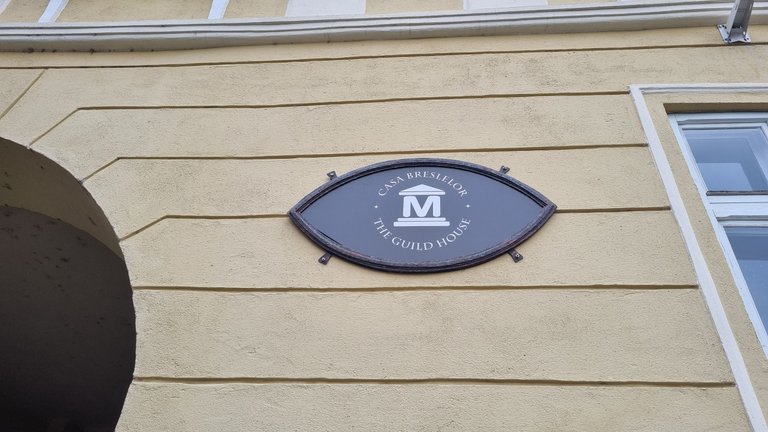 CASA BRESLELOR
M
THE GUILD HOUSE